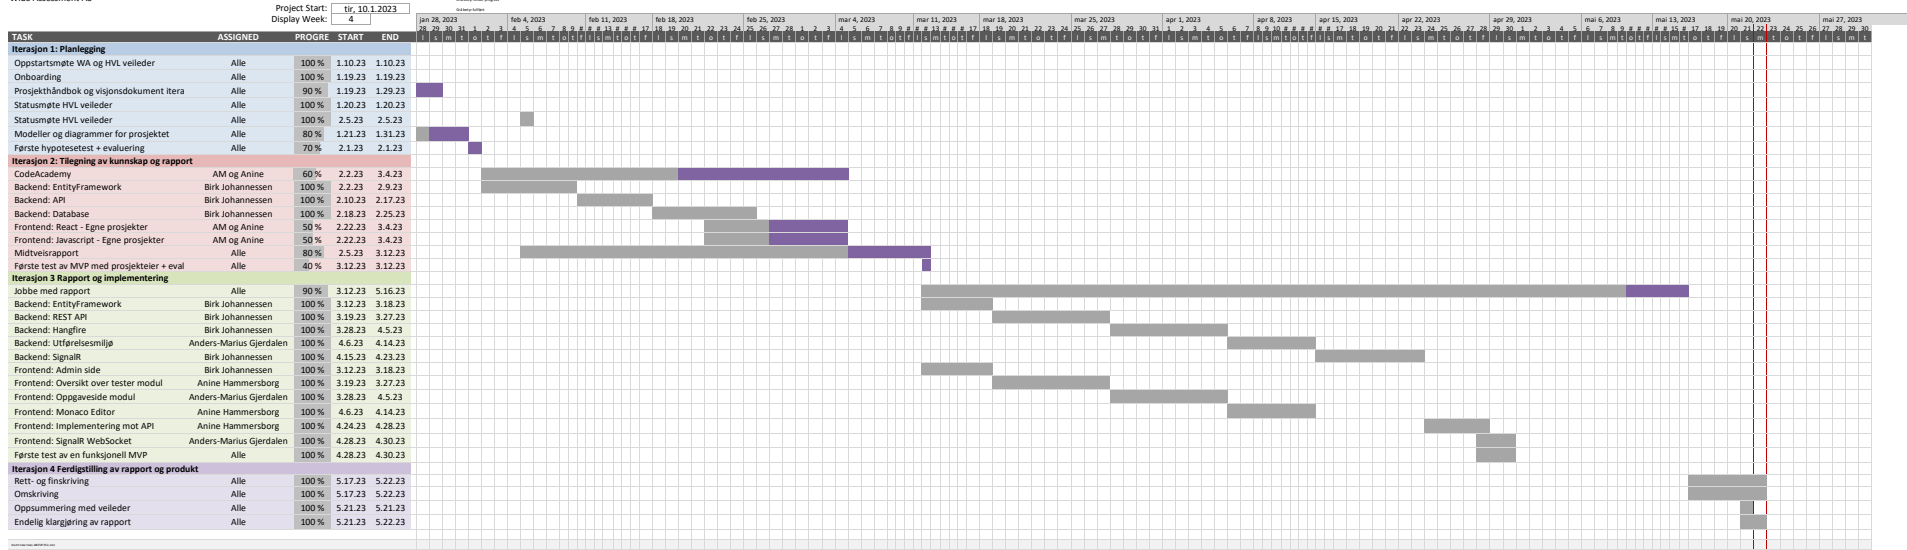 Project Start: tir, 10.1.2023
Display Week: 4
jan 28, 2023 feb 4, 2023 feb 11, 2023 feb 18, 2023 feb 25, 2023 mar 4, 2023 mar 11, 2023 mar 18, 2023 mar 25, 2023 apr 1, 2023 apr 8, 2023 apr 15, 2023 apr 22, 2023 apr 29, 2023 mai 6, 2023 mai 13, 2023 mai 20, 2023 mai 27, 2023
TASK ASSIGNED PROGRE START END
Iterasjon 1: Planlegging
Oppstartsmøte WA og HVL veileder Alle 100 % 1.10.23 1.10.23
Onboarding Alle 100 % 1.19.23 1.19.23
Prosjekthåndbok og visjonsdokument itera Alle 90 % 1.19.23 1.29.23
Statusmøte HVL veileder Alle 100 % 1.20.23 1.20.23
Statusmøte HVL veileder Alle 100 % 2.5.23 2.5.23
Modeller og diagrammer for prosjektet Alle 80 % 1.21.23 1.31.23
Første hypotesetest + evaluering Alle 70 % 2.1.23 2.1.23
Iterasjon 2: Tilegning av kunnskap og rapport
CodeAcademy AM og Anine 60 % 2.2.23 3.4.23
Backend: EntityFramework Birk Johannessen 100 % 2.2.23 2.9.23
Backend: API Birk Johannessen 100 % 2.10.23 2.17.23
Backend: Database Birk Johannessen 100 % 2.18.23 2.25.23
Frontend: React - Egne prosjekter AM og Anine 50 % 2.22.23 3.4.23
Frontend: Javascript - Egne prosjekter AM og Anine 50 % 2.22.23 3.4.23
Midtveisrapport Alle 80 % 2.5.23 3.12.23
Første test av MVP med prosjekteier + eval Alle 40 % 3.12.23 3.12.23
Iterasjon 3 Rapport og implementering
Jobbe med rapport Alle 90 % 3.12.23 5.16.23
Backend: EntityFramework Birk Johannessen 100 % 3.12.23 3.18.23
Backend: REST API Birk Johannessen 100 % 3.19.23 3.27.23
Backend: Hangfire Birk Johannessen 100 % 3.28.23 4.5.23
Backend: Utførelsesmiljø Anders-Marius Gjerdalen 100 % 4.6.23 4.14.23
Backend: SignalR Birk Johannessen 100 % 4.15.23 4.23.23
Frontend: Admin side Birk Johannessen 100 % 3.12.23 3.18.23
Frontend: Oversikt over tester modul Anine Hammersborg 100 % 3.19.23 3.27.23
Frontend: Oppgaveside modul Anders-Marius Gjerdalen 100 % 3.28.23 4.5.23
Frontend: Monaco Editor Anine Hammersborg 100 % 4.6.23 4.14.23
Frontend: Implementering mot API Anine Hammersborg 100 % 4.24.23 4.28.23
Frontend: SignalR WebSocket Anders-Marius Gjerdalen 100 % 4.28.23 4.30.23
Første test av en funksjonell MVP Alle 100 % 4.28.23 4.30.23
Iterasjon 4 Ferdigstilling av rapport og produkt
Rett- og finskriving Alle 100 % 5.17.23 5.22.23
Omskriving Alle 100 % 5.17.23 5.22.23
Oppsummering med veileder Alle 100 % 5.21.23 5.21.23
Endelig klargjøring av rapport Alle 100 % 5.21.23 5.22.23